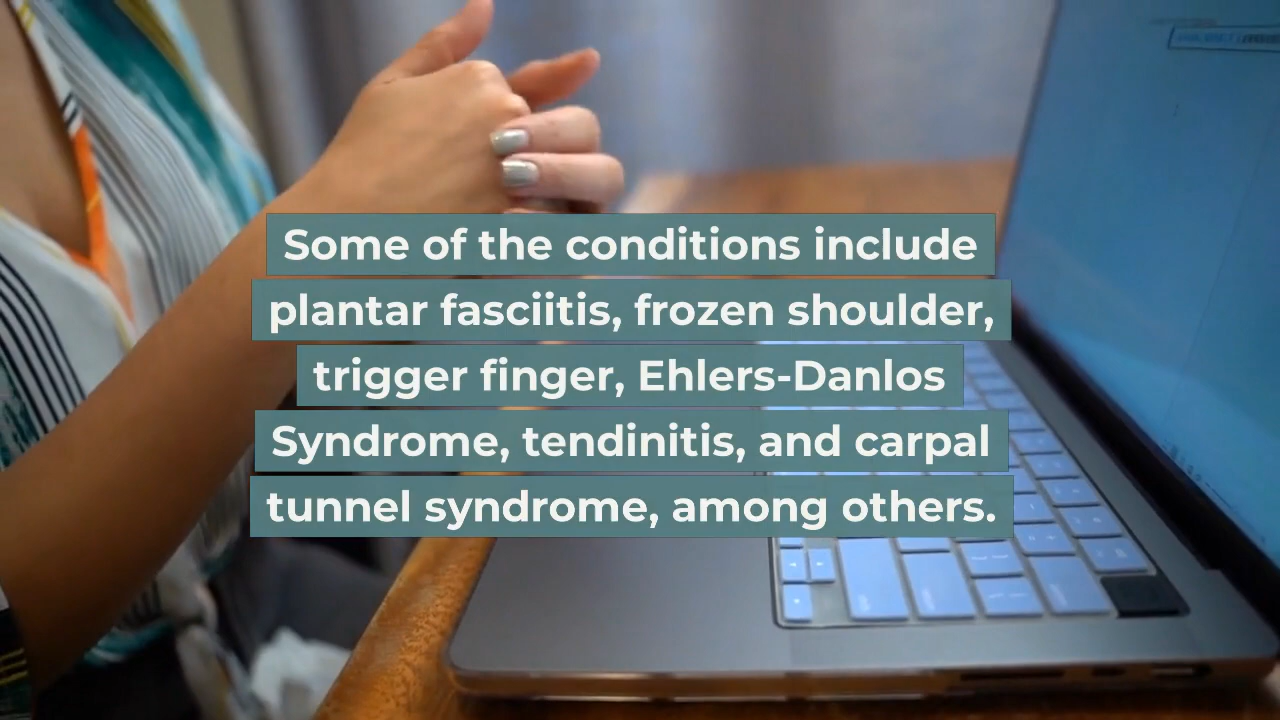 Some of the conditions include
plantar fasciitis, frozen shoulder,
trigger finger, Ehlers-Danlos
Syndrome, tendinitis, and carpal
tunnel syndrome, among others.